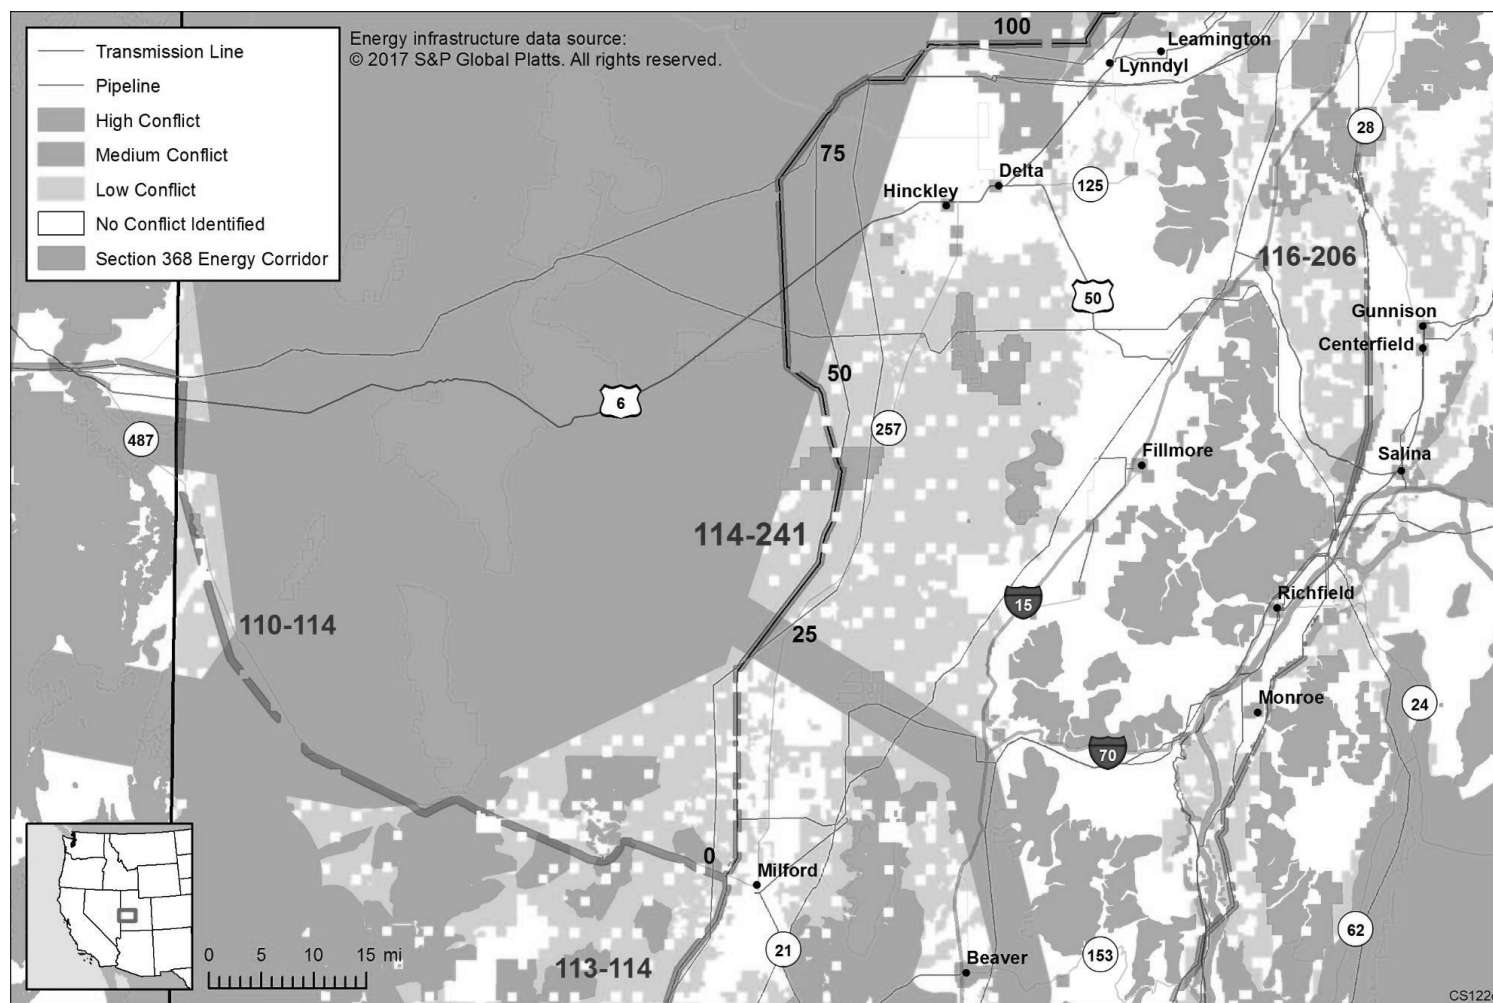 Transmission Line
Pipeline
High Conflict
Medium Conflict
Low Conflict
No Conflict Identified
Section 368 Energy Corridor
Energy infrastructure data source:
© 2017 S&P Global Platts. All rights reserved.
100
Leamington
Lynndyl
28
75
Delta
125
Hinckley
116-206
50
Gunnison
Centerfield
50
6
257
487
Fillmore
Salina
114-241
15
Richfield
110-114
25
Monroe
24
70
0
Milford
62
21
153
Beaver
113-114
0 5 10 15 mi
CS122